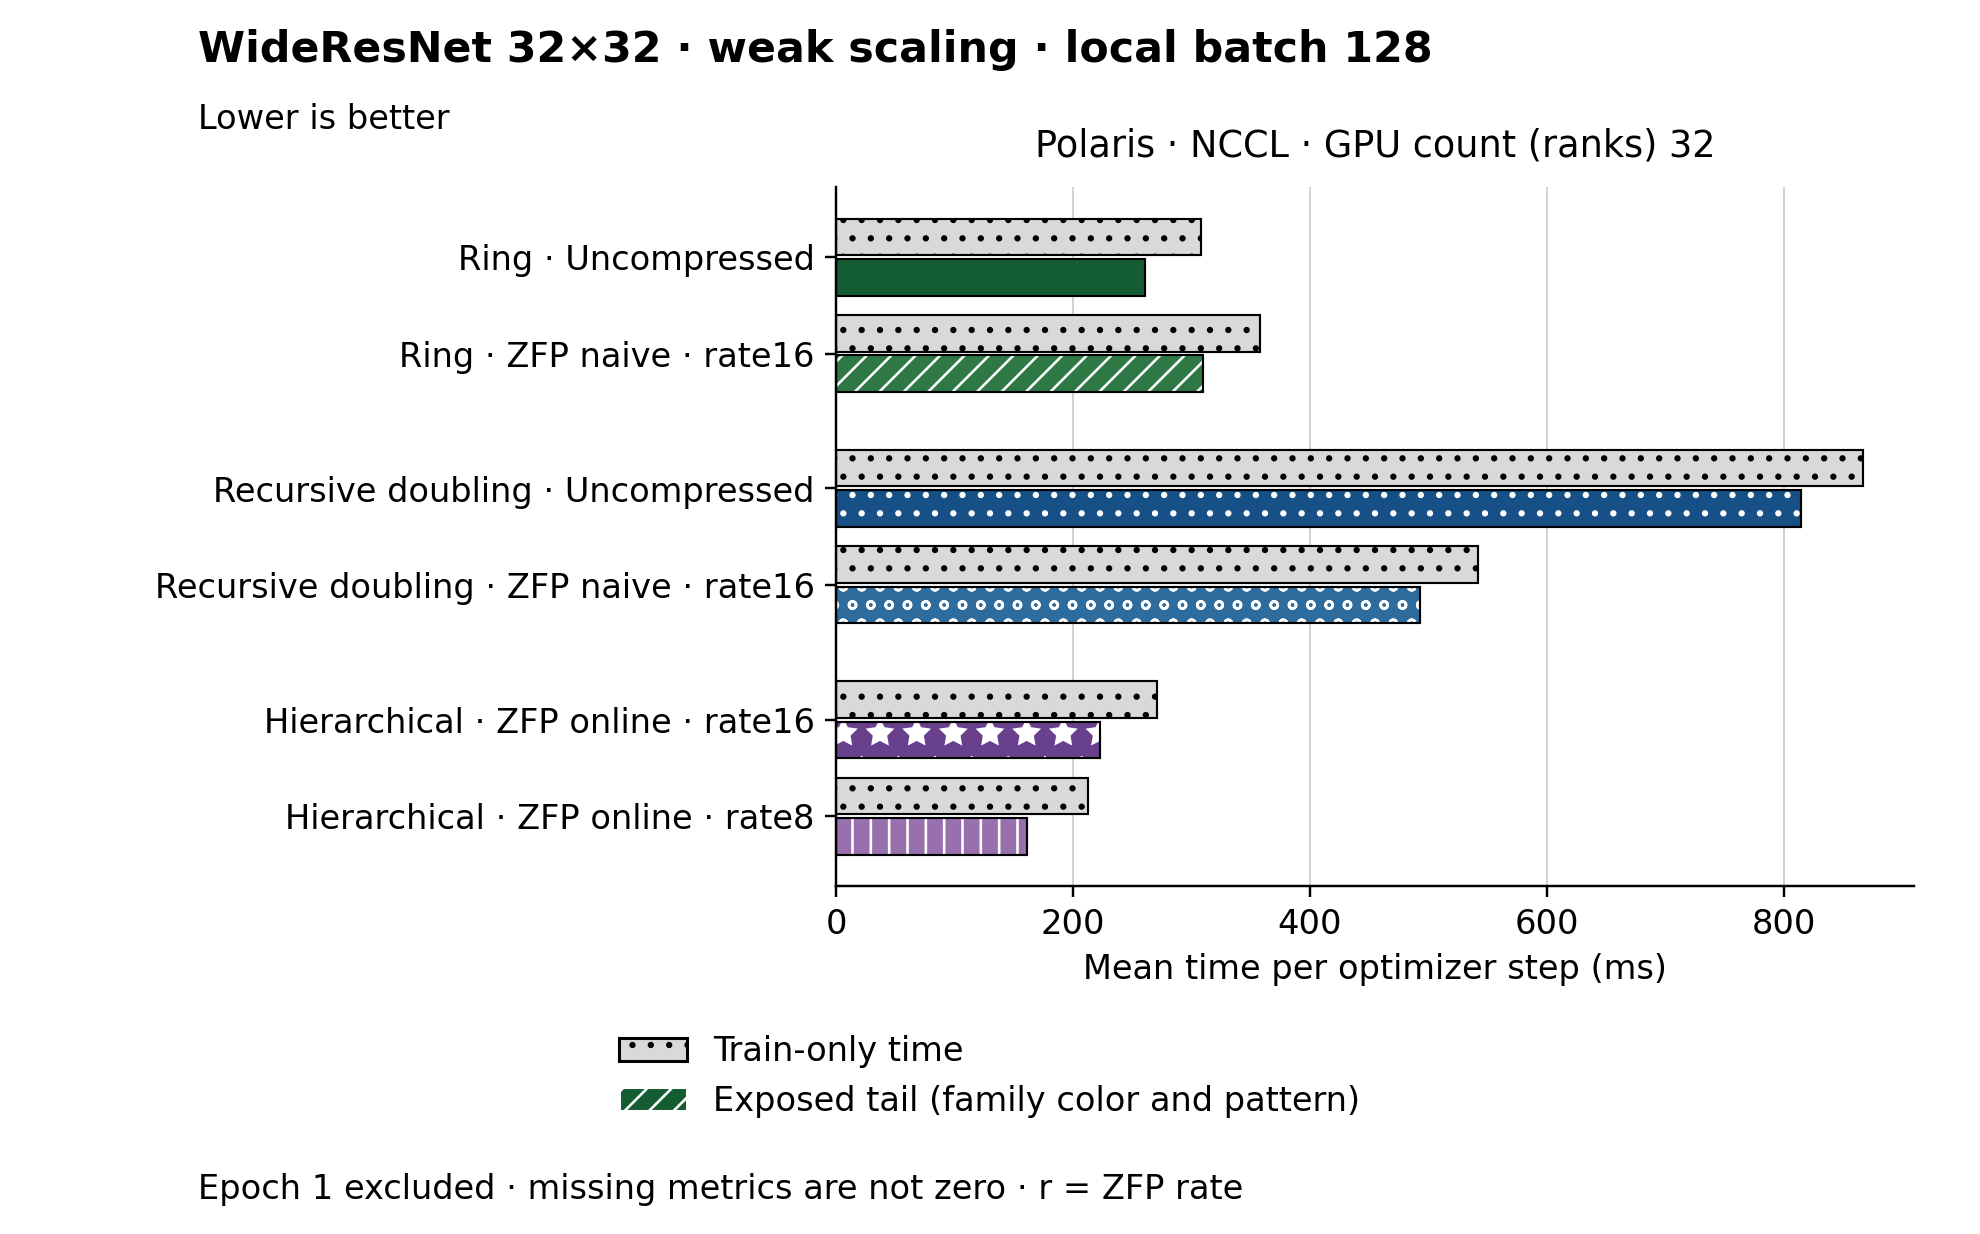 WideResNet 32×32 · weak scaling · local batch 128
Lower is better
Polaris · NCCL · GPU count (ranks) 32
Ring · Uncompressed
Ring · ZFP naive · rate16
Recursive doubling · Uncompressed
Recursive doubling · ZFP naive · rate16
Hierarchical · ZFP online · rate16
Hierarchical · ZFP online · rate8
0 200 400 600 800
Mean time per optimizer step (ms)
Train-only time
Exposed tail (family color and pattern)
Epoch 1 excluded · missing metrics are not zero · r = ZFP rate